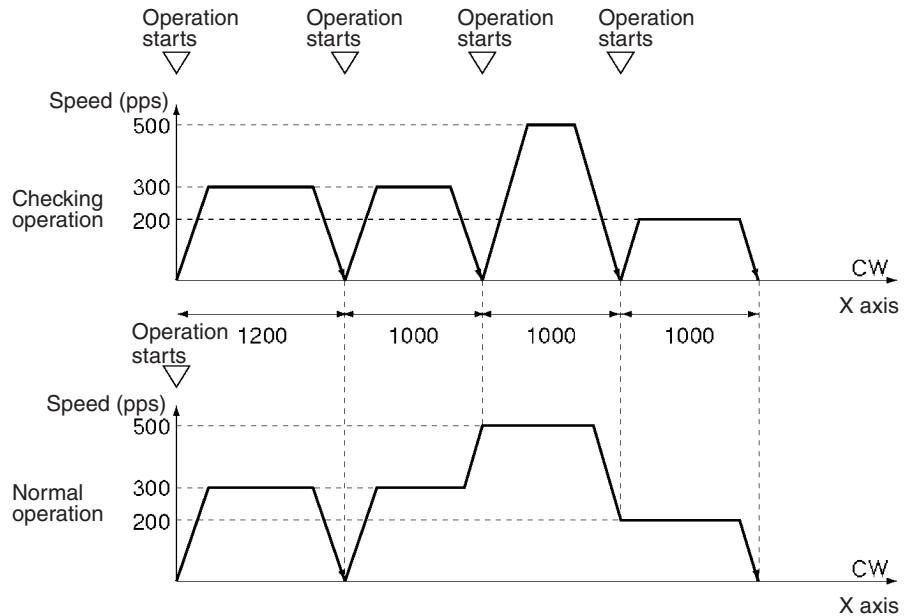 Operation
starts
Operation
starts
Operation
starts
Operation
starts
Speed (pps)
500
300
200
Checking
operation
CW
X axis
1200
1000
1000
1000
Operation
starts
Speed (pps)
500
300
200
Normal
operation
CW
X axis